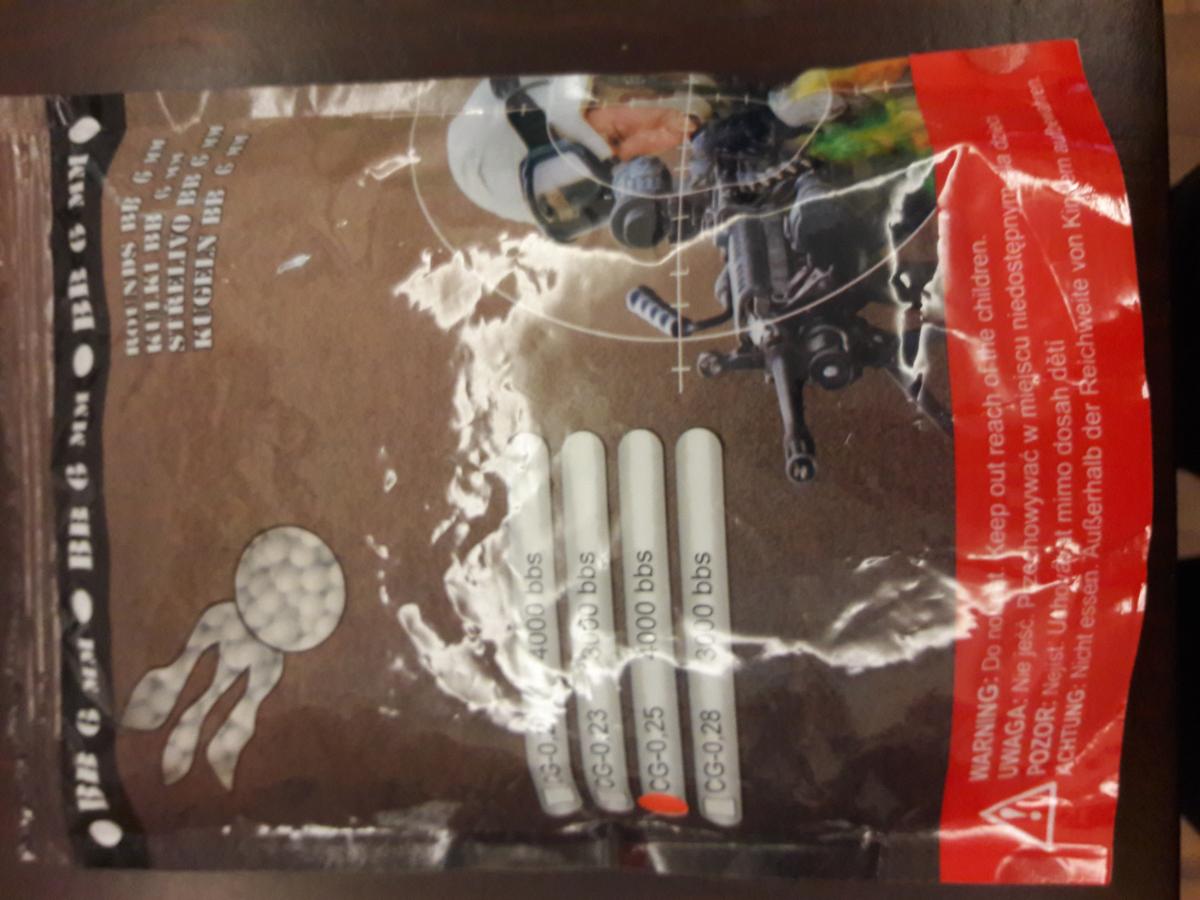 BB 6 MM BB 6 MM BB 6 MM
ROUNDS BB 6 MM
KULKI BB 6 MM
STRELIVO BB 6 MM
KUGELN BB 6 MM
4000 bbs
CG-0,23 3000 bbs
CG-0,25 4000 bbs
CG-0,28 3000 bbs
WARNING: Do not Keep out reach of the children.
UWAGA: Nie jeść. Przechowywać w miejscu niedostępnym dla dzieci
POZOR: Nejíst. Uchovávat mimo dosah dětí
ACHTUNG: Nicht essen. Außerhalb der Reichweite von Kindern aufbewahren